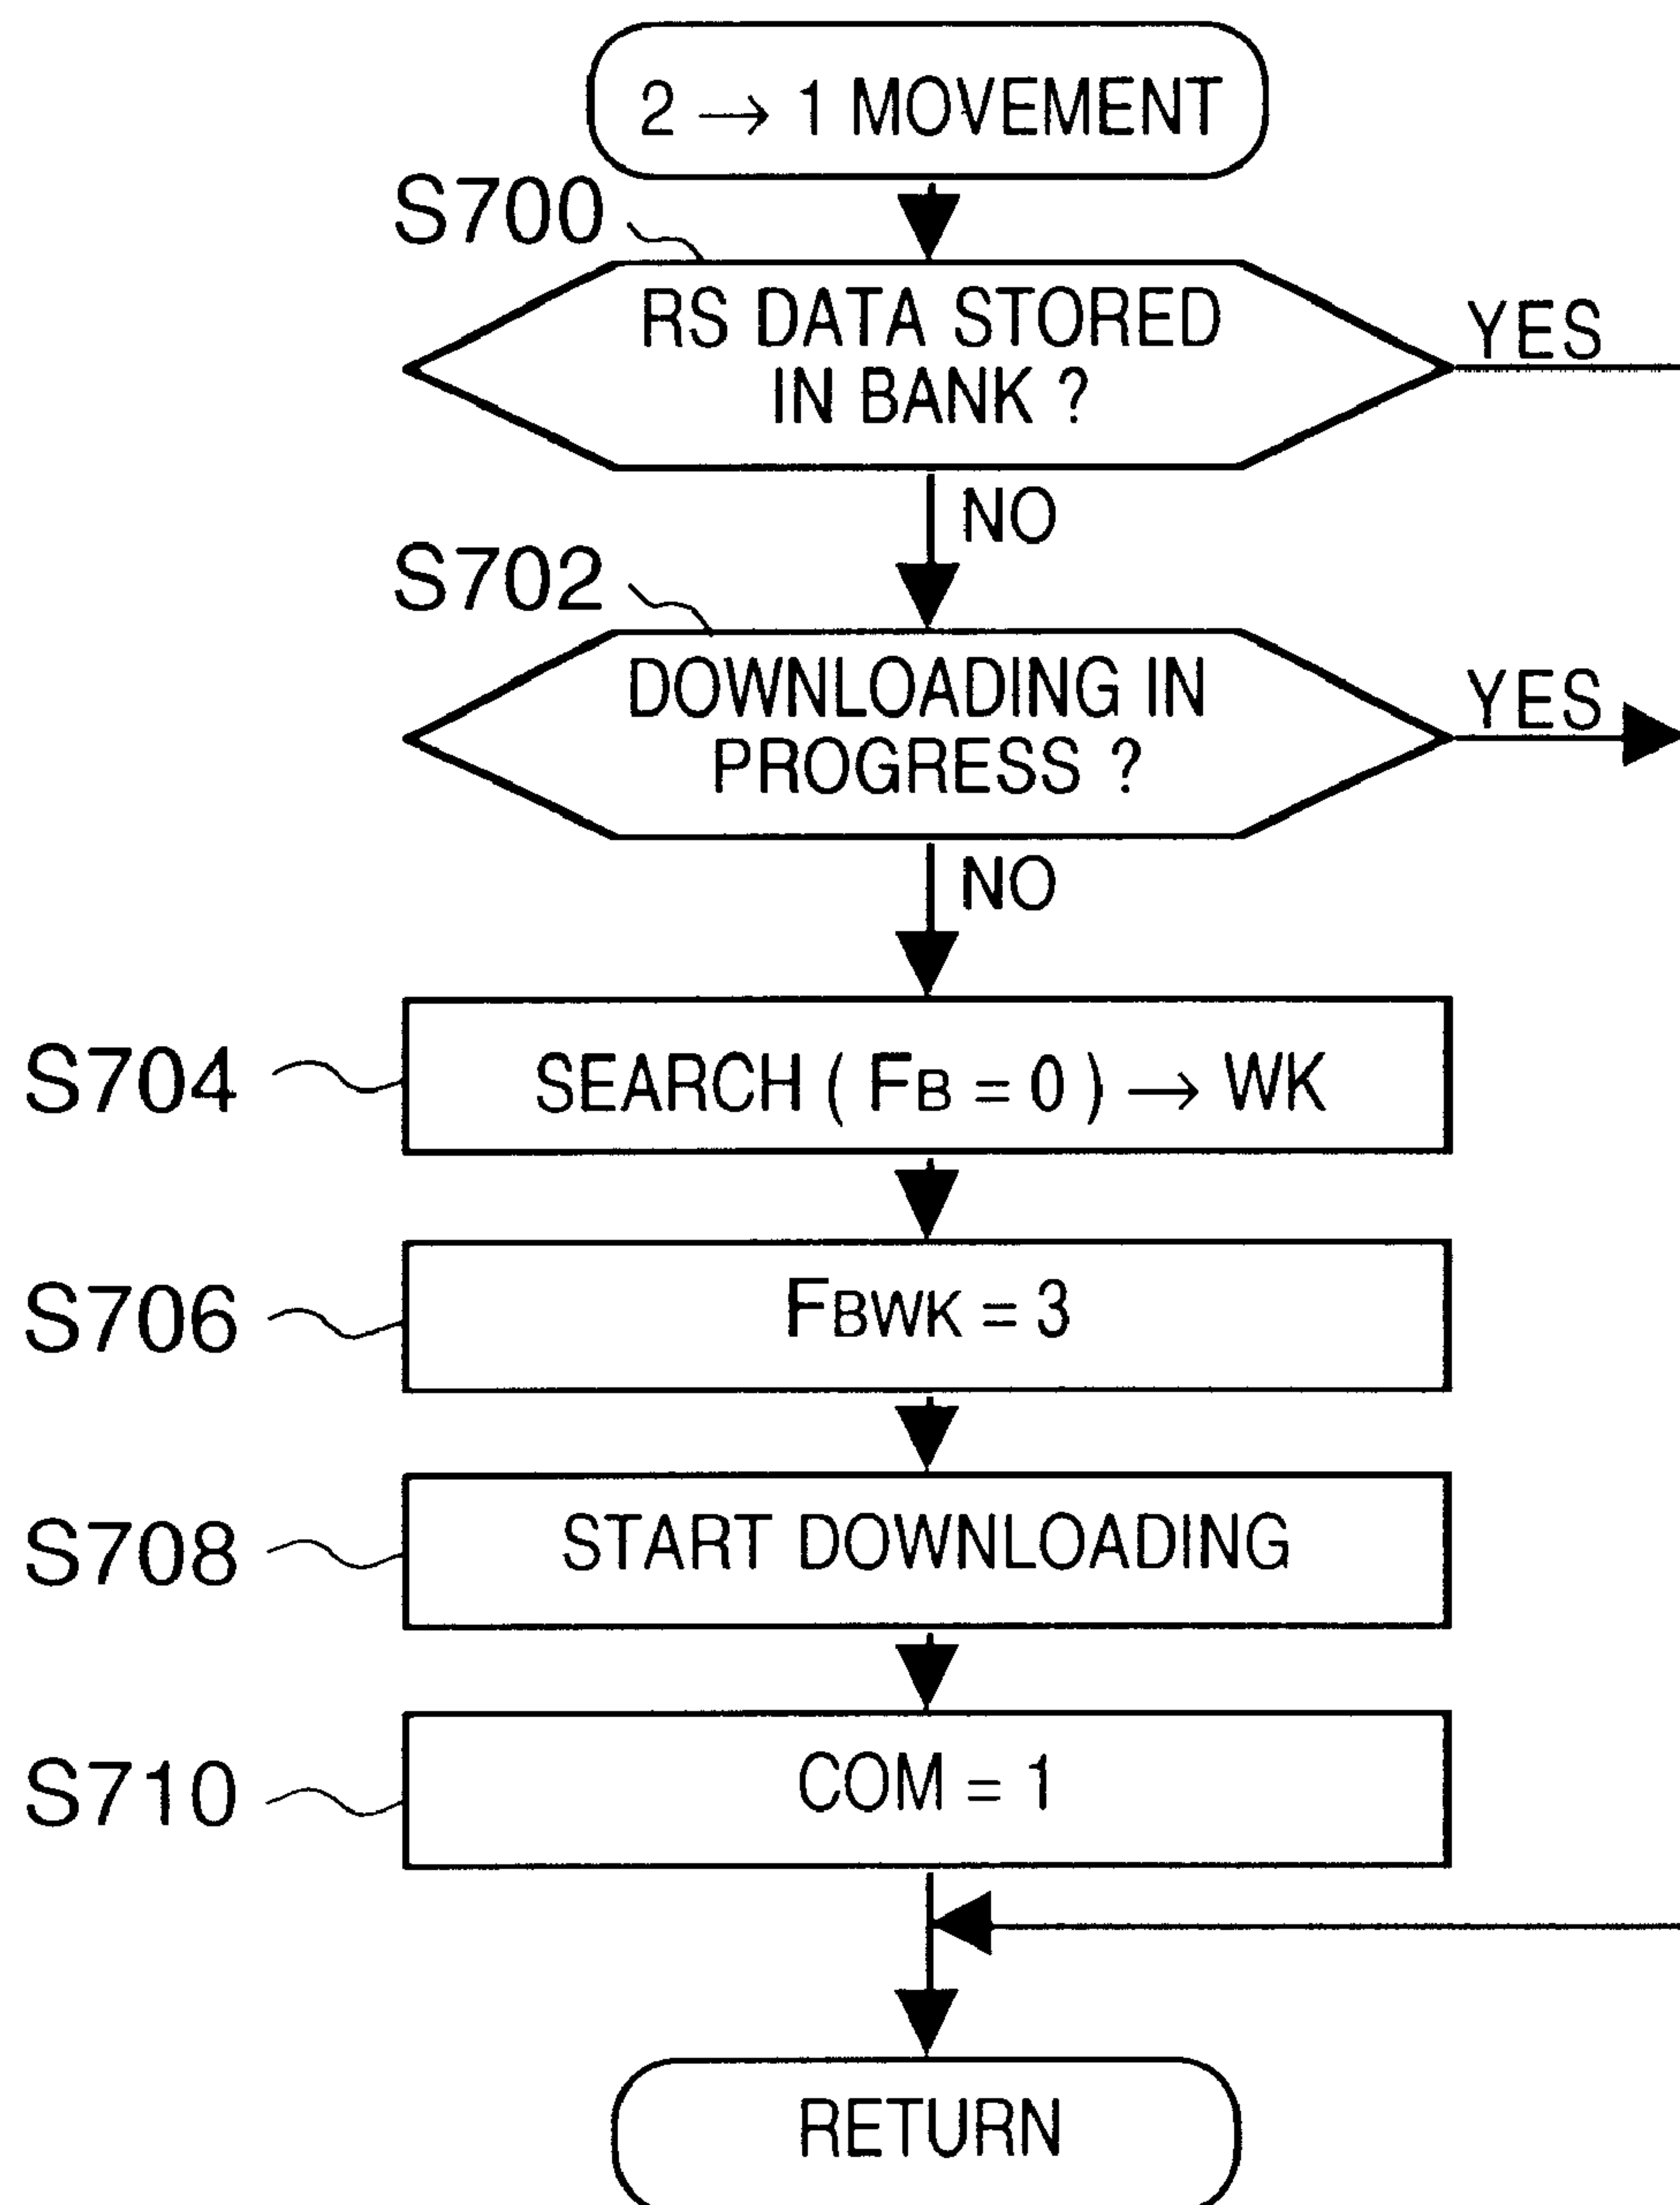 2 → 1 MOVEMENT
S700
RS DATA STORED
IN BANK ?
YES
NO
S702
DOWNLOADING IN
PROGRESS ?
YES
NO
S704
SEARCH ( FB = 0 ) → WK
S706
FBWK = 3
S708
START DOWNLOADING
S710
COM = 1
RETURN